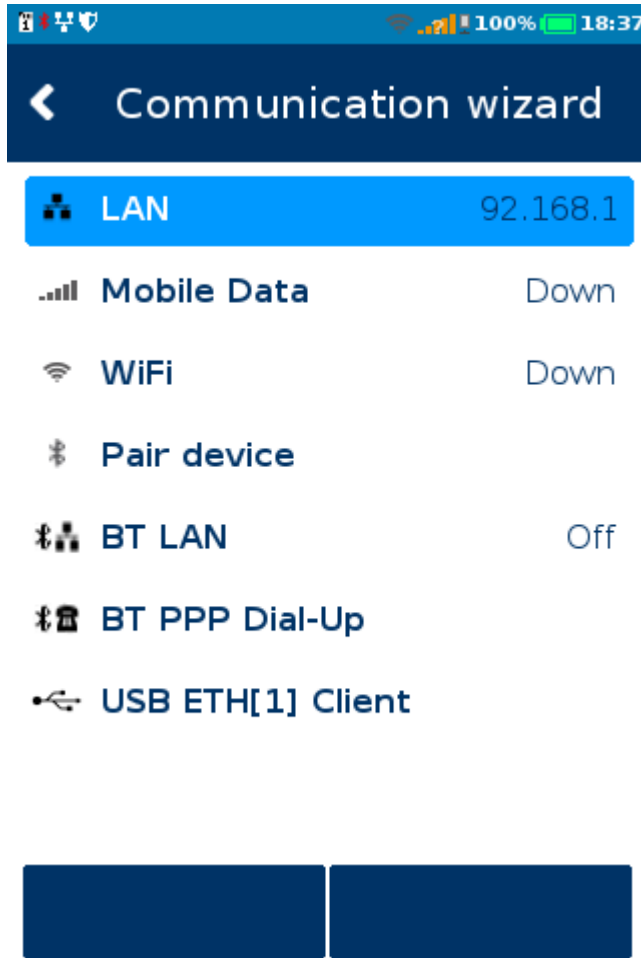 100% 18:37
Communication wizard
LAN 92.168.1
Mobile Data Down
WiFi Down
Pair device
BT LAN Off
BT PPP Dial-Up
USB ETH[1] Client